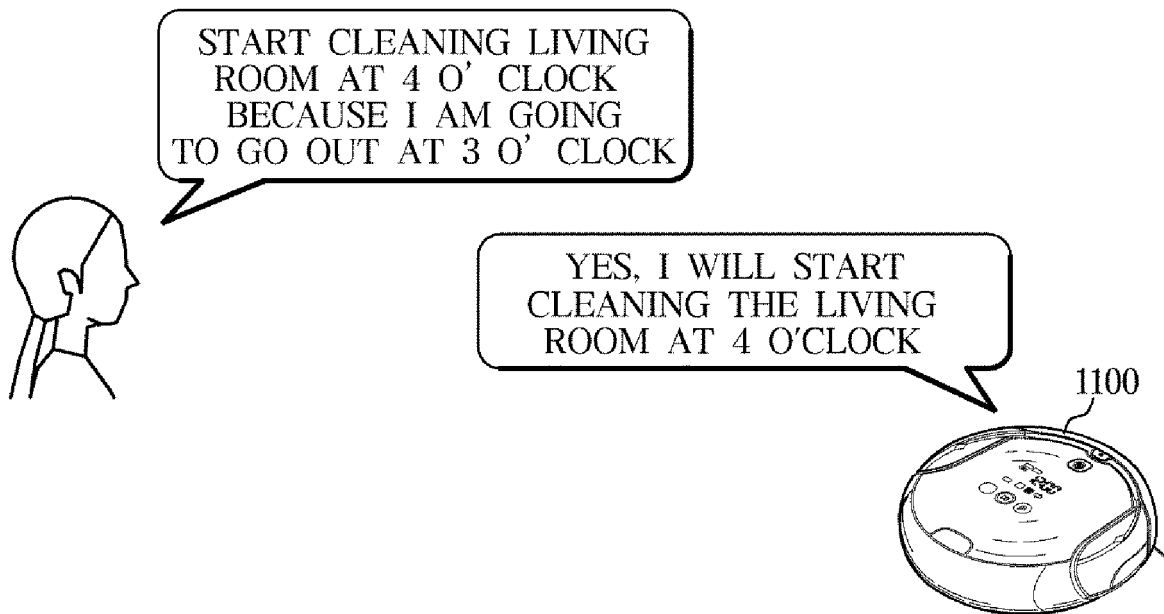 START CLEANING LIVING
ROOM AT 4 O' CLOCK
BECAUSE I AM GOING
TO GO OUT AT 3 O' CLOCK
YES, I WILL START
CLEANING THE LIVING
ROOM AT 4 O'CLOCK
1100